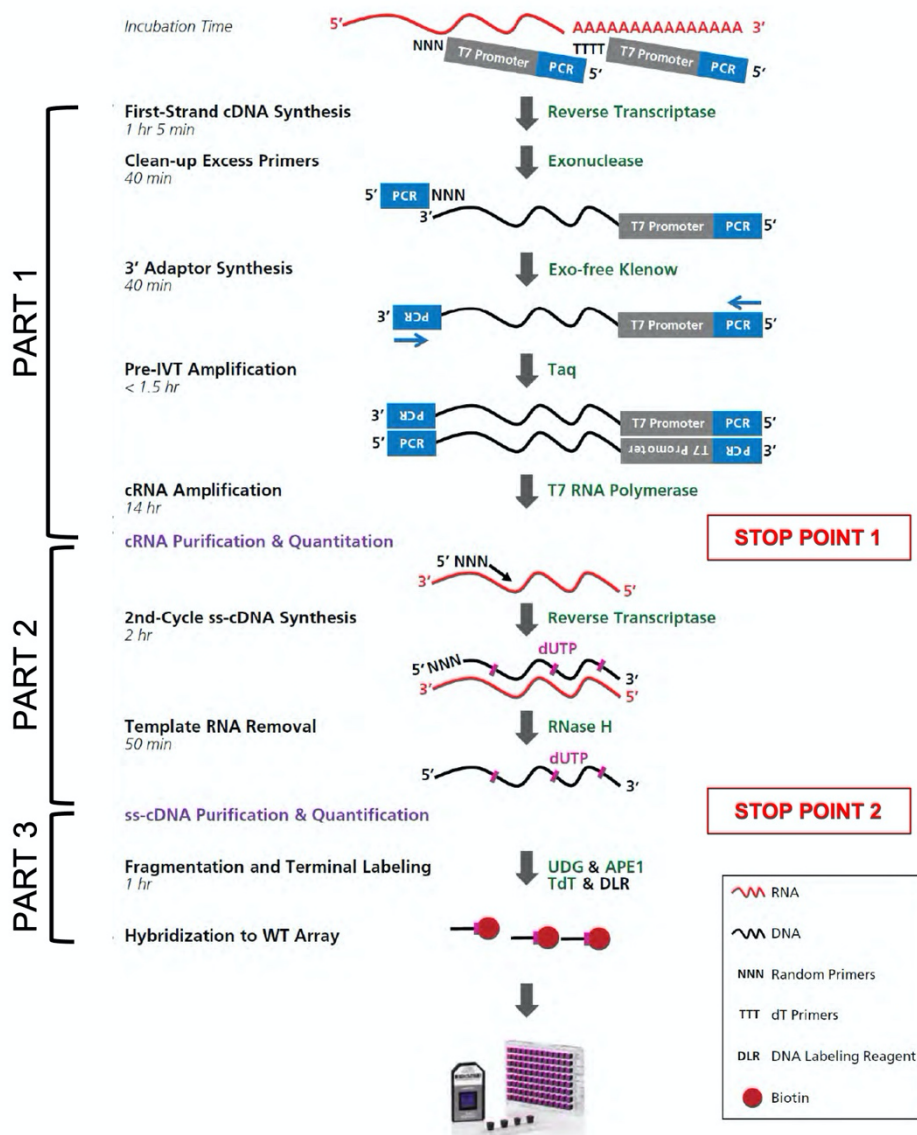 Incubation Time
5' AAAAAAAAAAAAAAA 3'
NNN TTTT
T7 Promoter PCR 5' T7 Promoter PCR 5'
PART 1
First-Strand cDNA Synthesis Reverse Transcriptase
1 hr 5 min
Clean-up Excess Primers Exonuclease
40 min
5' PCR NNN
3' T7 Promoter PCR 5'
3' Adaptor Synthesis Exo-free Klenow
40 min
3' PCR T7 Promoter PCR 5'
Pre-IVT Amplification Taq
< 1.5 hr
3' PCR T7 Promoter PCR 5'
5' PCR T7 Promoter PCR 3'
cRNA Amplification T7 RNA Polymerase
14 hr
STOP POINT 1
PART 2
cRNA Purification & Quantitation
5' NNN
3' 5'
2nd-Cycle ss-cDNA Synthesis Reverse Transcriptase
2 hr
dUTP
5' NNN 3'
3' 5'
Template RNA Removal RNase H
50 min
dUTP
5' 3'
STOP POINT 2
ss-cDNA Purification & Quantification
PART 3
Fragmentation and Terminal Labeling UDG & APE1
1 hr TdT & DLR
Hybridization to WT Array
RNA
DNA
NNN Random Primers
TTT dT Primers
DLR DNA Labeling Reagent
Biotin